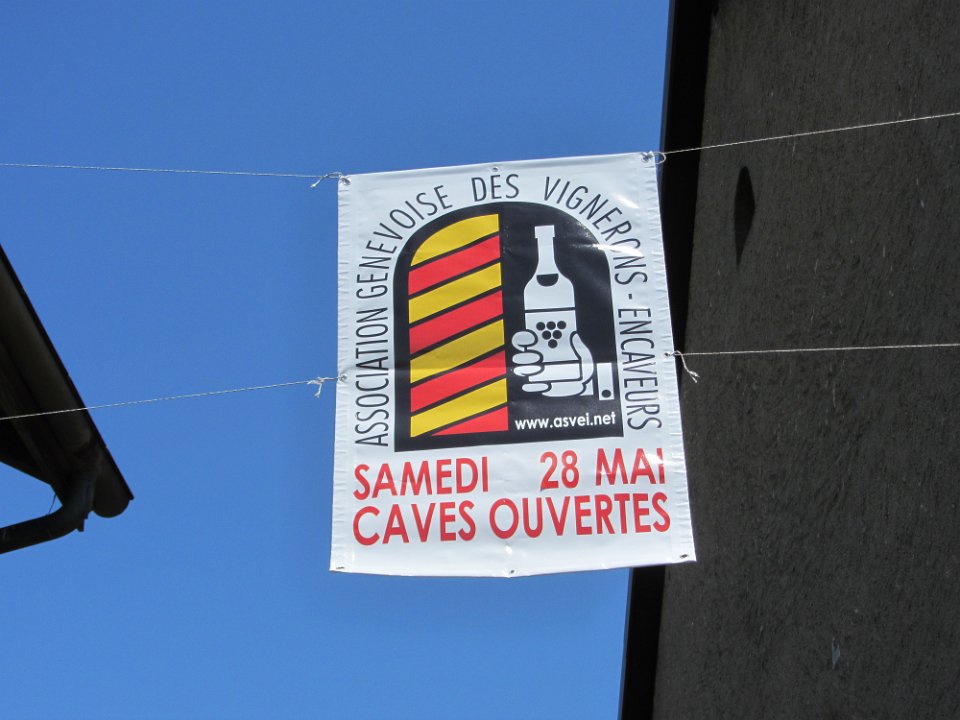 ASSOCIATION GENEVOISE DES VIGNERONS - ENCAVEURS
www.asvei.net
SAMEDI 28 MAI
CAVES OUVERTES